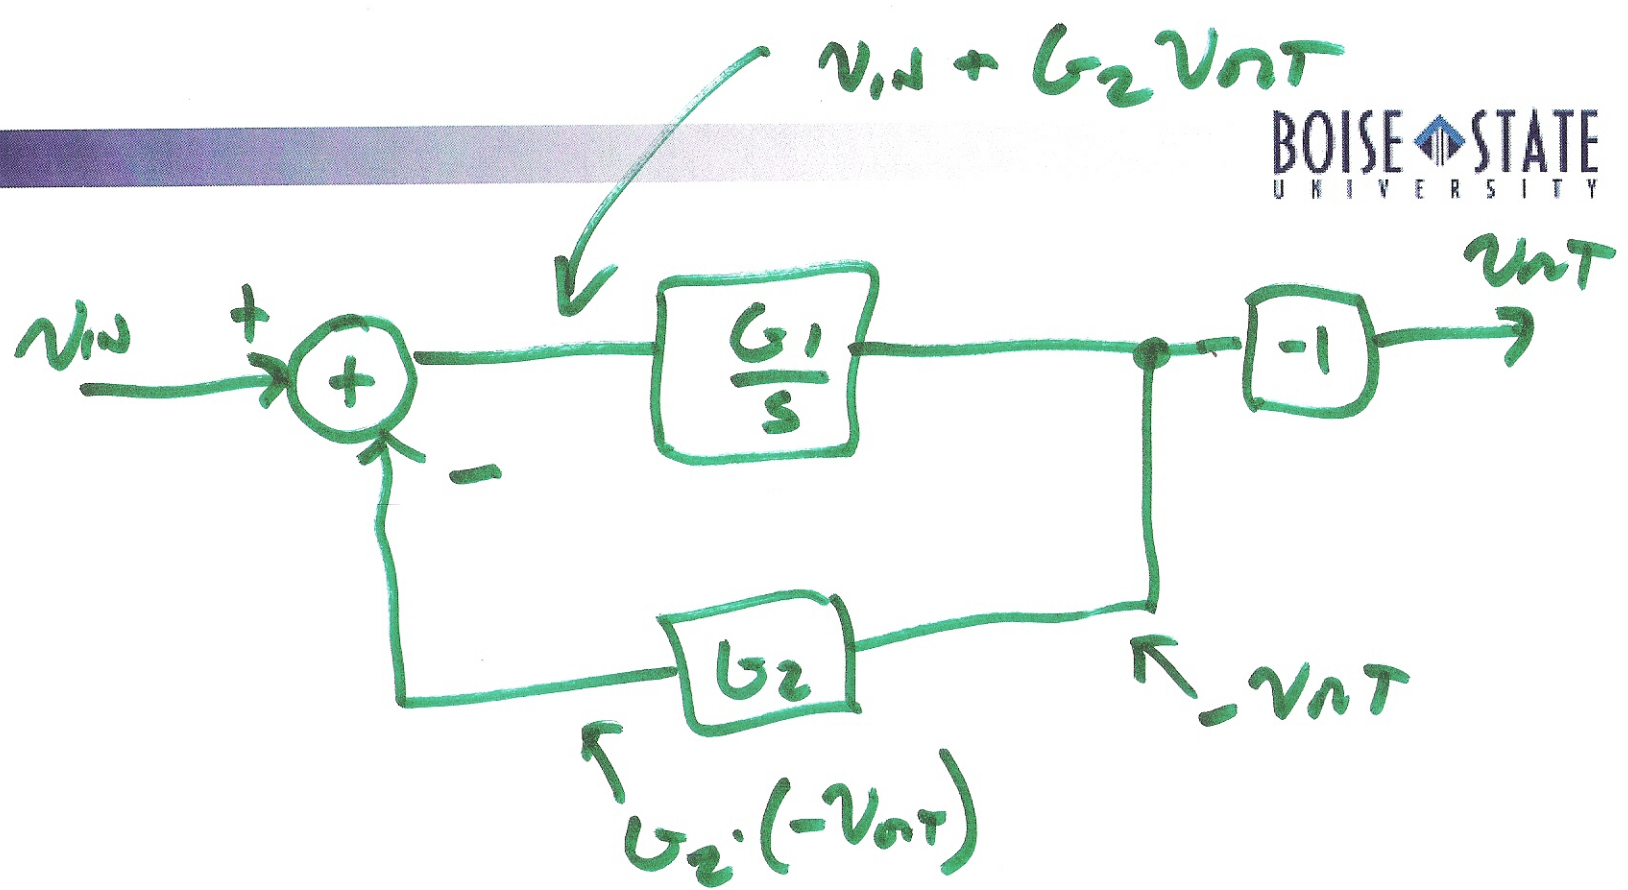 VIN + G2 VOUT
BOISE STATE
UNIVERSITY
VOUT
VIN
+
+
G1
S
-1
-
G2
-VOUT
G2·(-VOUT)